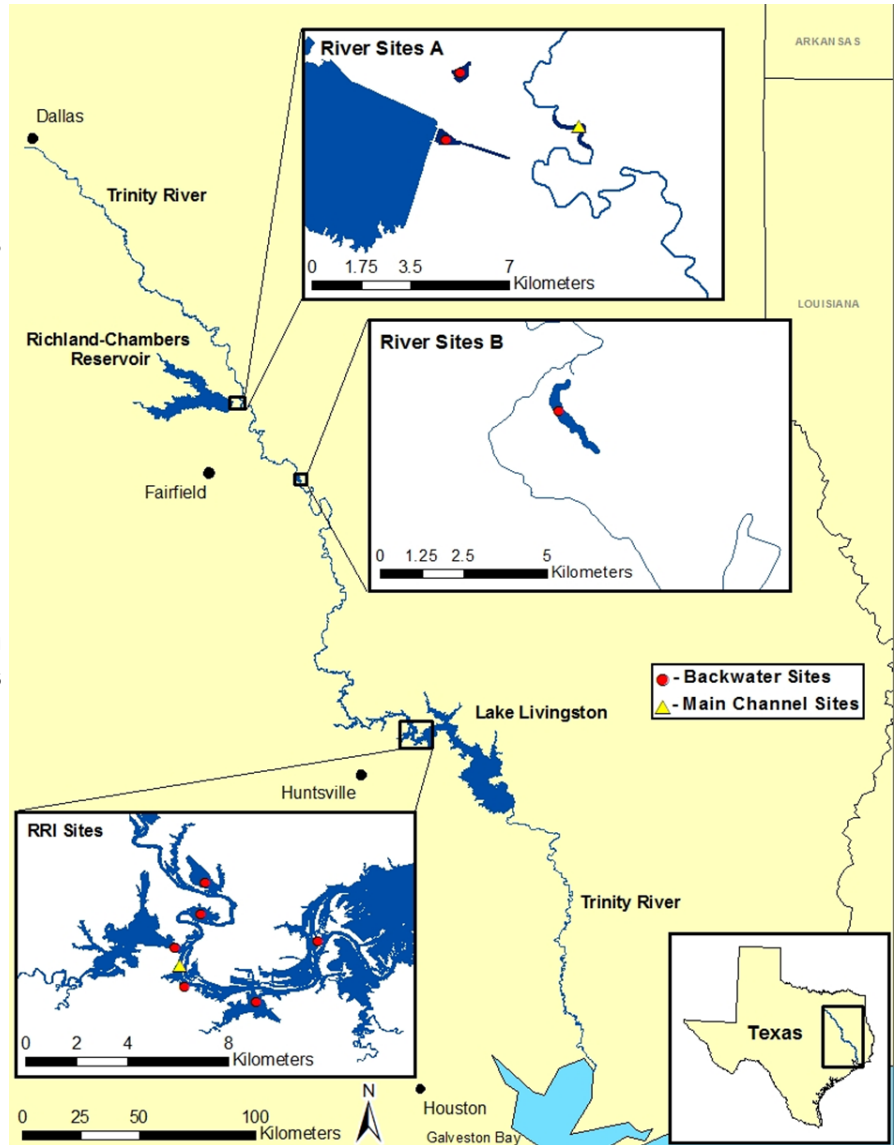 River Sites A
ARKANSAS
Dallas
Trinity River
0 1.75 3.5 7
Kilometers
LOUISIANA
Richland-Chambers
Reservoir
River Sites B
Fairfield
0 1.25 2.5 5
Kilometers
- Backwater Sites
- Main Channel Sites
Lake Livingston
Huntsville
RRI Sites
Trinity River
0 2 4 8
Kilometers
Texas
N
Houston
0 25 50 100
Kilometers
Galveston Bay